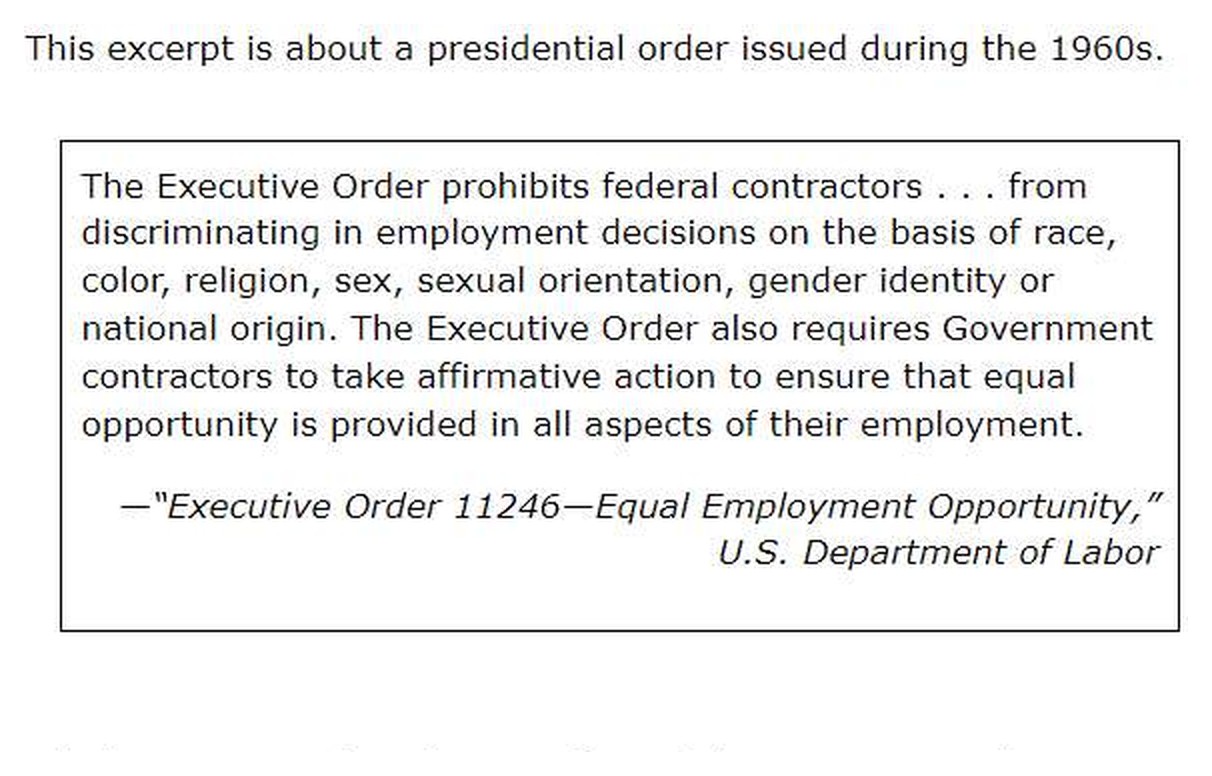 This excerpt is about a presidential order issued during the 1960s.
The Executive Order prohibits federal contractors . . . from
discriminating in employment decisions on the basis of race,
color, religion, sex, sexual orientation, gender identity or
national origin. The Executive Order also requires Government
contractors to take affirmative action to ensure that equal
opportunity is provided in all aspects of their employment.
—“Executive Order 11246—Equal Employment Opportunity,”
U.S. Department of Labor